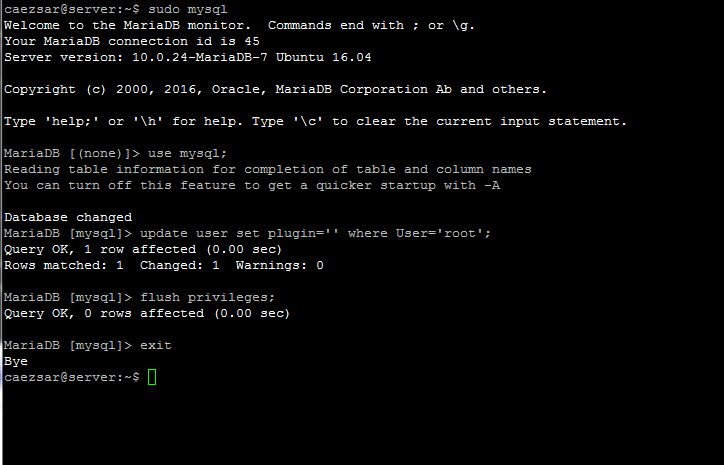 caezsar@server:~$ sudo mysql
Welcome to the MariaDB monitor.  Commands end with ; or \g.
Your MariaDB connection id is 45
Server version: 10.0.24-MariaDB-7 Ubuntu 16.04
Copyright (c) 2000, 2016, Oracle, MariaDB Corporation Ab and others.
Type 'help;' or '\h' for help. Type '\c' to clear the current input statement.
MariaDB [(none)]> use mysql;
Reading table information for completion of table and column names
You can turn off this feature to get a quicker startup with -A
Database changed
MariaDB [mysql]> update user set plugin='' where User='root';
Query OK, 1 row affected (0.00 sec)
Rows matched: 1  Changed: 1  Warnings: 0
MariaDB [mysql]> flush privileges;
Query OK, 0 rows affected (0.00 sec)
MariaDB [mysql]> exit
Bye
caezsar@server:~$